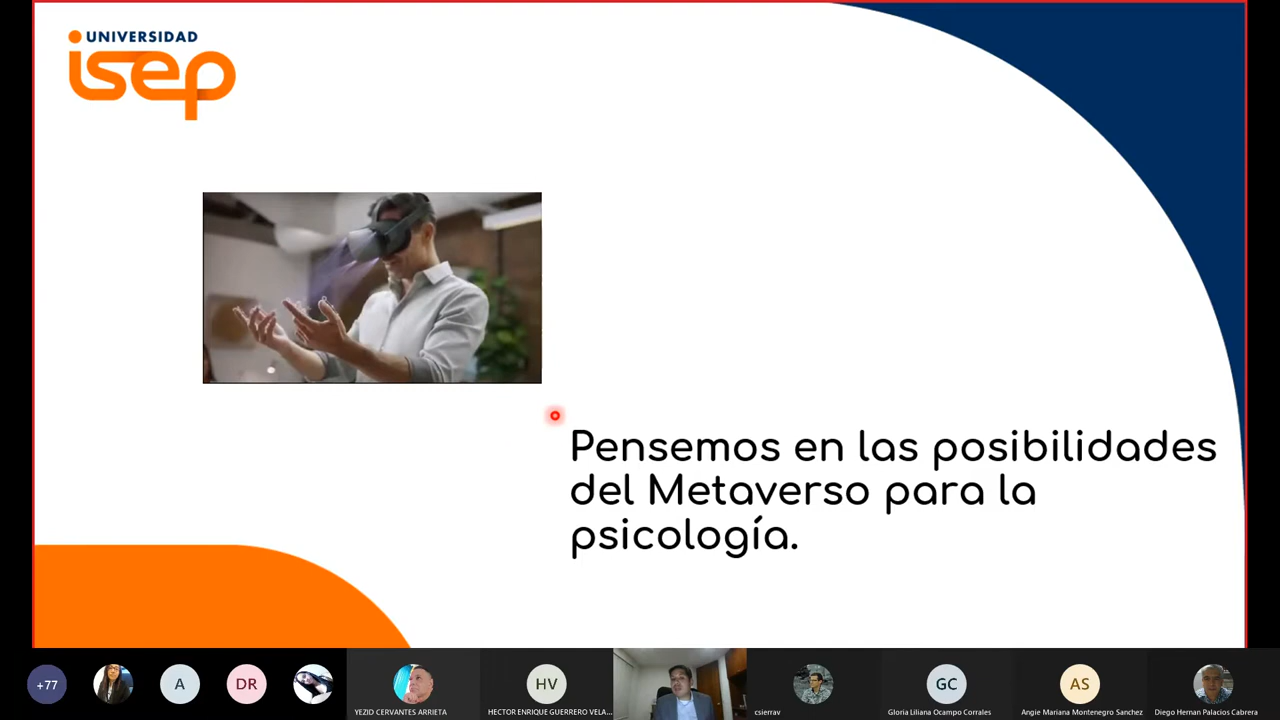 UNIVERSIDAD
isep
Pensemos en las posibilidades
del Metaverso para la
psicología.
+77
A
DR
HV
GC
AS
YEZID CERVANTES ARRIETA
HECTOR ENRIQUE GUERRERO VELA...
csierrav
Gloria Liliana Ocampo Corrales
Angie Mariana Montenegro Sanchez
Diego Hernan Palacios Cabrera